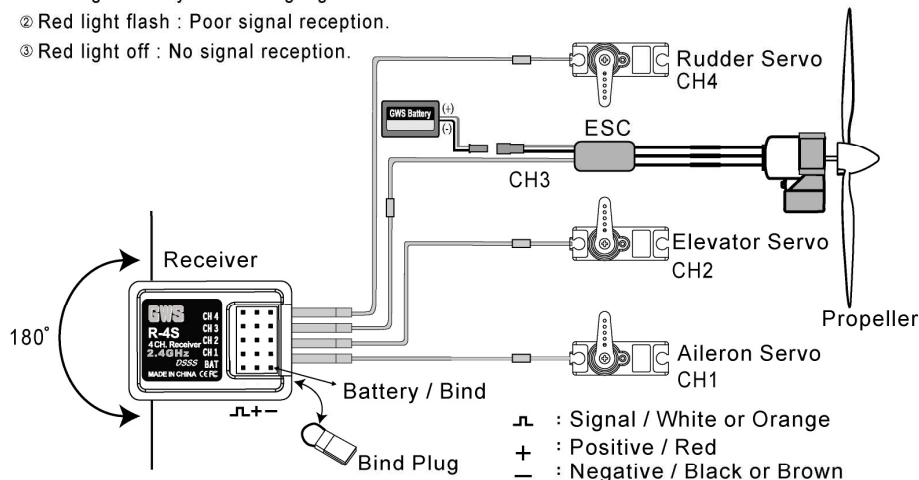 ② Red light flash : Poor signal reception.
③ Red light off : No signal reception.
Rudder Servo
CH4
GWS Battery
(+)
(-)
ESC
CH3
Elevator Servo
CH2
Receiver
Propeller
180°
GWS
R-4S
4CH. Receiver
2.4GHz
DSSS
MADE IN CHINA CE FC
CH 4
CH 3
CH 2
CH 1
BAT
Aileron Servo
CH1
Battery / Bind
⎍ + −
Bind Plug
⎍ : Signal / White or Orange
+ : Positive / Red
− : Negative / Black or Brown